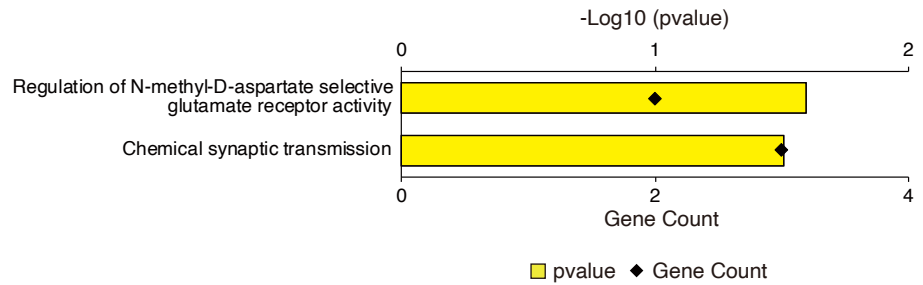 -Log10 (pvalue)
0 1 2
Regulation of N-methyl-D-aspartate selective
glutamate receptor activity
Chemical synaptic transmission
0 2 4
Gene Count
pvalue Gene Count